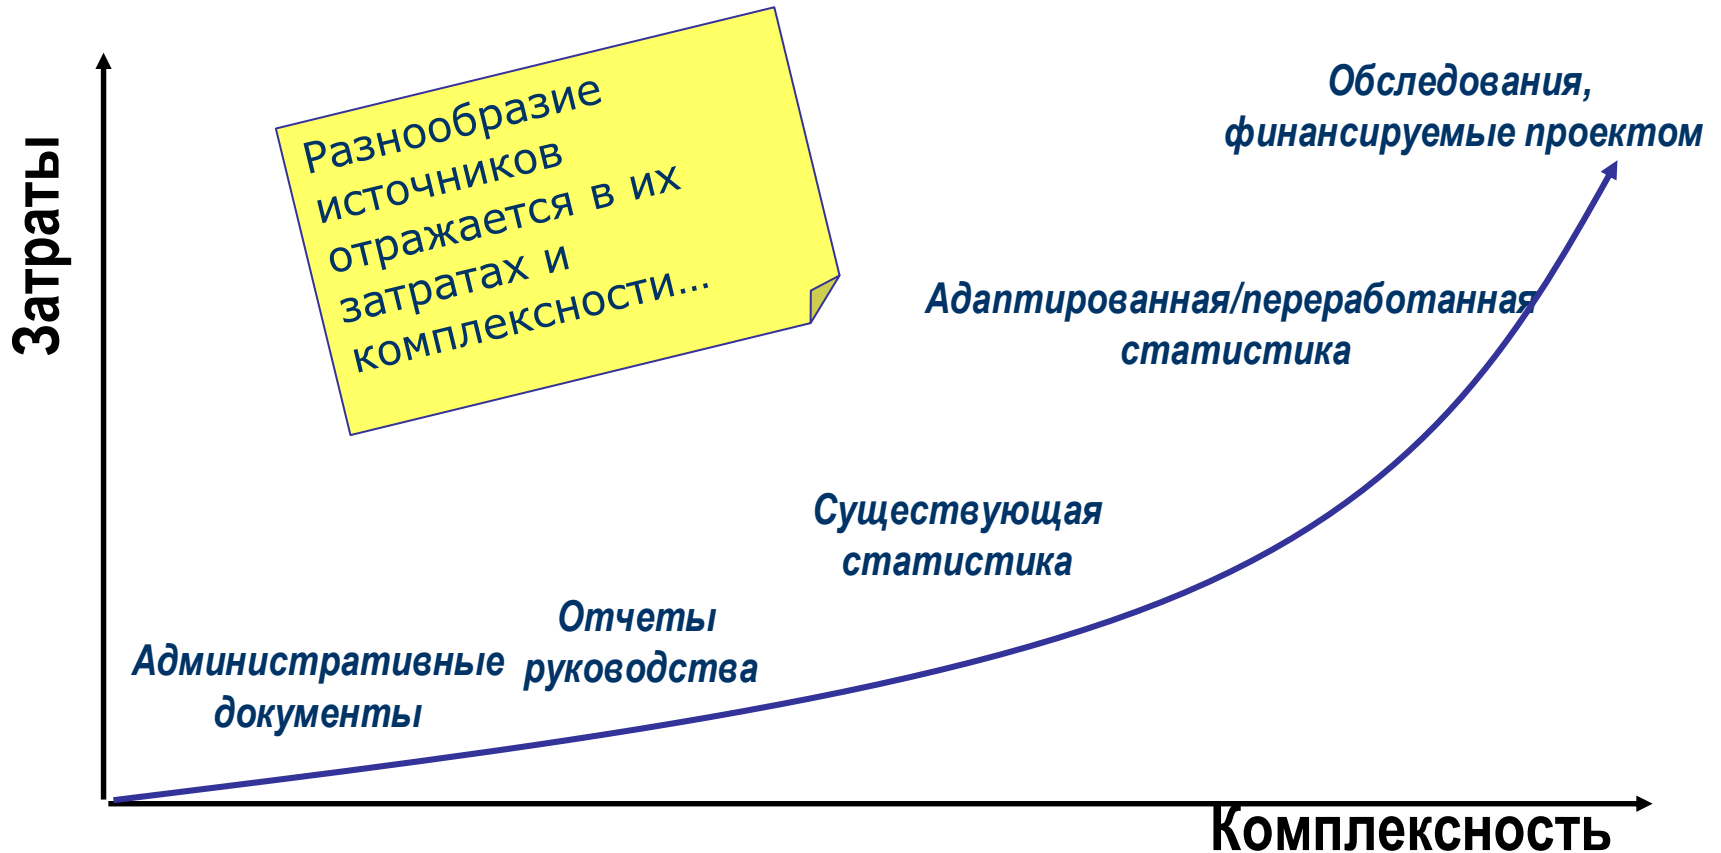 Затраты
Разнообразие
источников
отражается в их
затратах и
комплексности...
Обследования,
финансируемые проектом
Адаптированная/переработанная
статистика
Существующая
статистика
Отчеты
руководства
Административные
документы
Комплексность